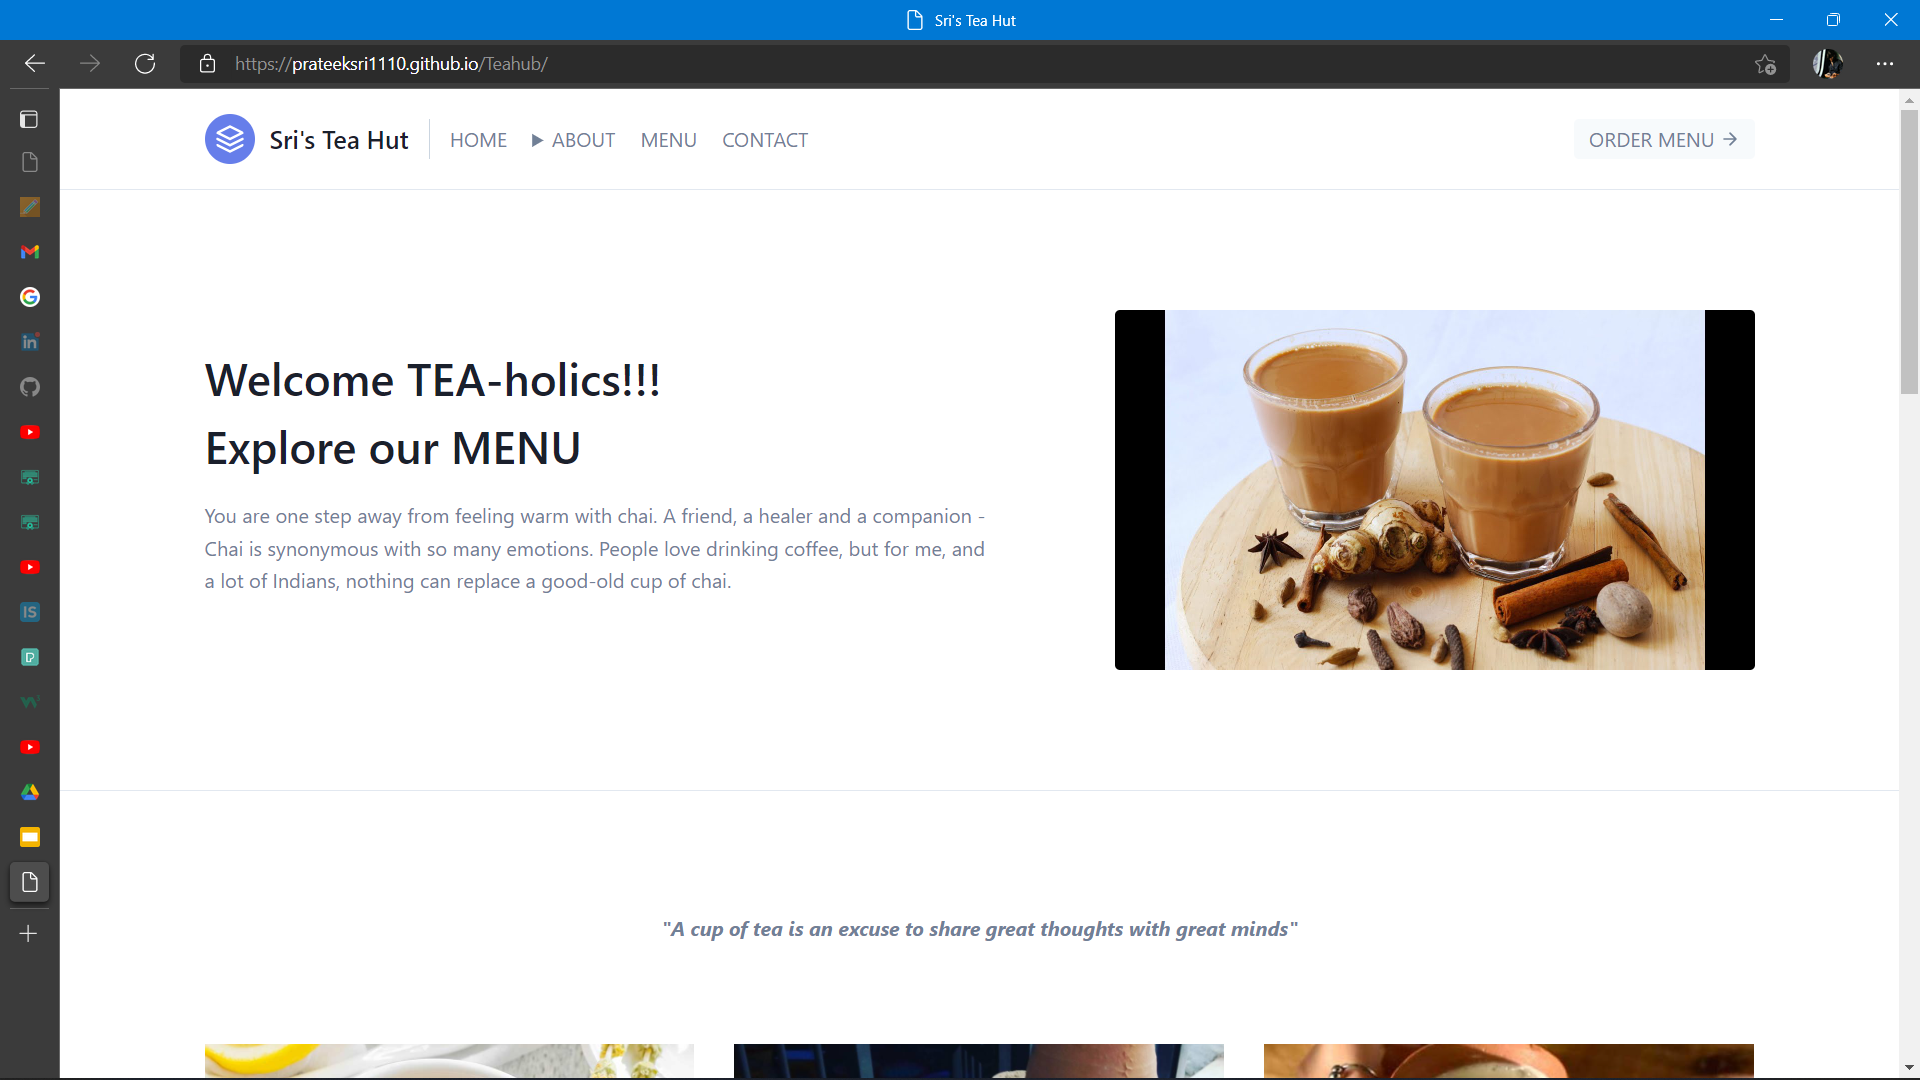 Sri's Tea Hut
https://prateeksri1110.github.io/Teahub/
Sri's Tea Hut
HOME ▶ ABOUT MENU CONTACT
ORDER MENU →
Welcome TEA-holics!!!
Explore our MENU
You are one step away from feeling warm with chai. A friend, a healer and a companion -
Chai is synonymous with so many emotions. People love drinking coffee, but for me, and
a lot of Indians, nothing can replace a good-old cup of chai.
"A cup of tea is an excuse to share great thoughts with great minds"
in
IS